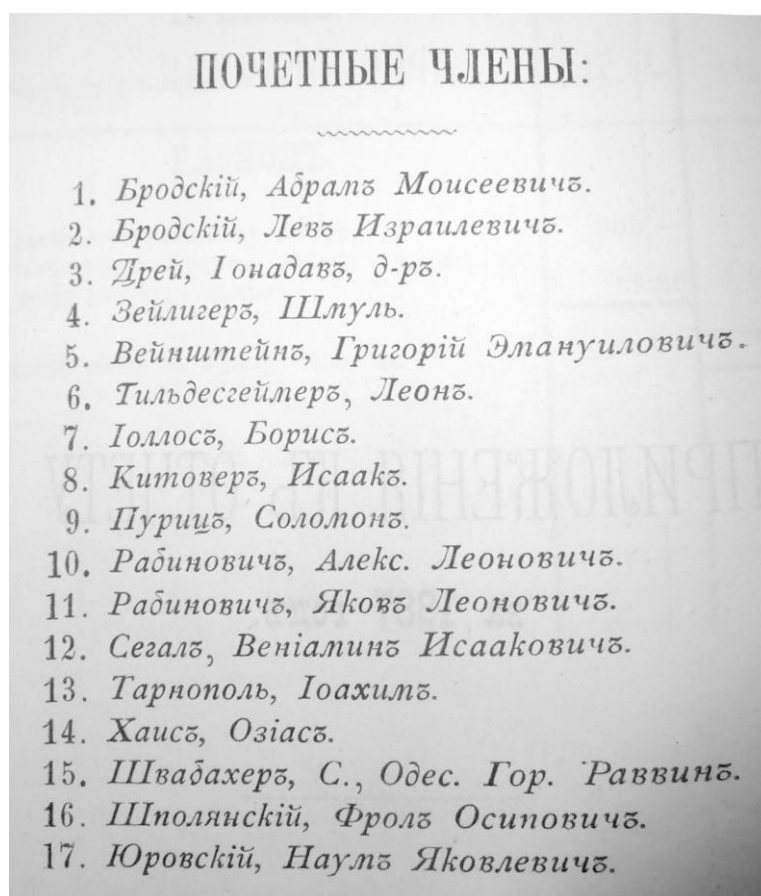 ПОЧЕТНЫЕ ЧЛЕНЫ:
1. Бродскій, Абрамъ Моисеевичъ.
2. Бродскій, Левъ Израилевичъ.
3. Дрей, Іонадавъ, д-ръ.
4. Зейлигеръ, Шмуль.
5. Вейнштейнъ, Григорій Эмануиловичъ.
6. Гильдесгеймеръ, Леонъ.
7. Іоллосъ, Борисъ.
8. Китоверъ, Исаакъ.
9. Пурицъ, Соломонъ.
10. Рабиновичъ, Алекс. Леоновичъ.
11. Рабиновичъ, Яковъ Леоновичъ.
12. Сегалъ, Веніаминъ Исааковичъ.
13. Тарнополь, Іоахимъ.
14. Хаисъ, Озіасъ.
15. Швабахеръ, С., Одес. Гор. Раввинъ.
16. Шполянскій, Фролъ Осиповичъ.
17. Юровскій, Наумъ Яковлевичъ.